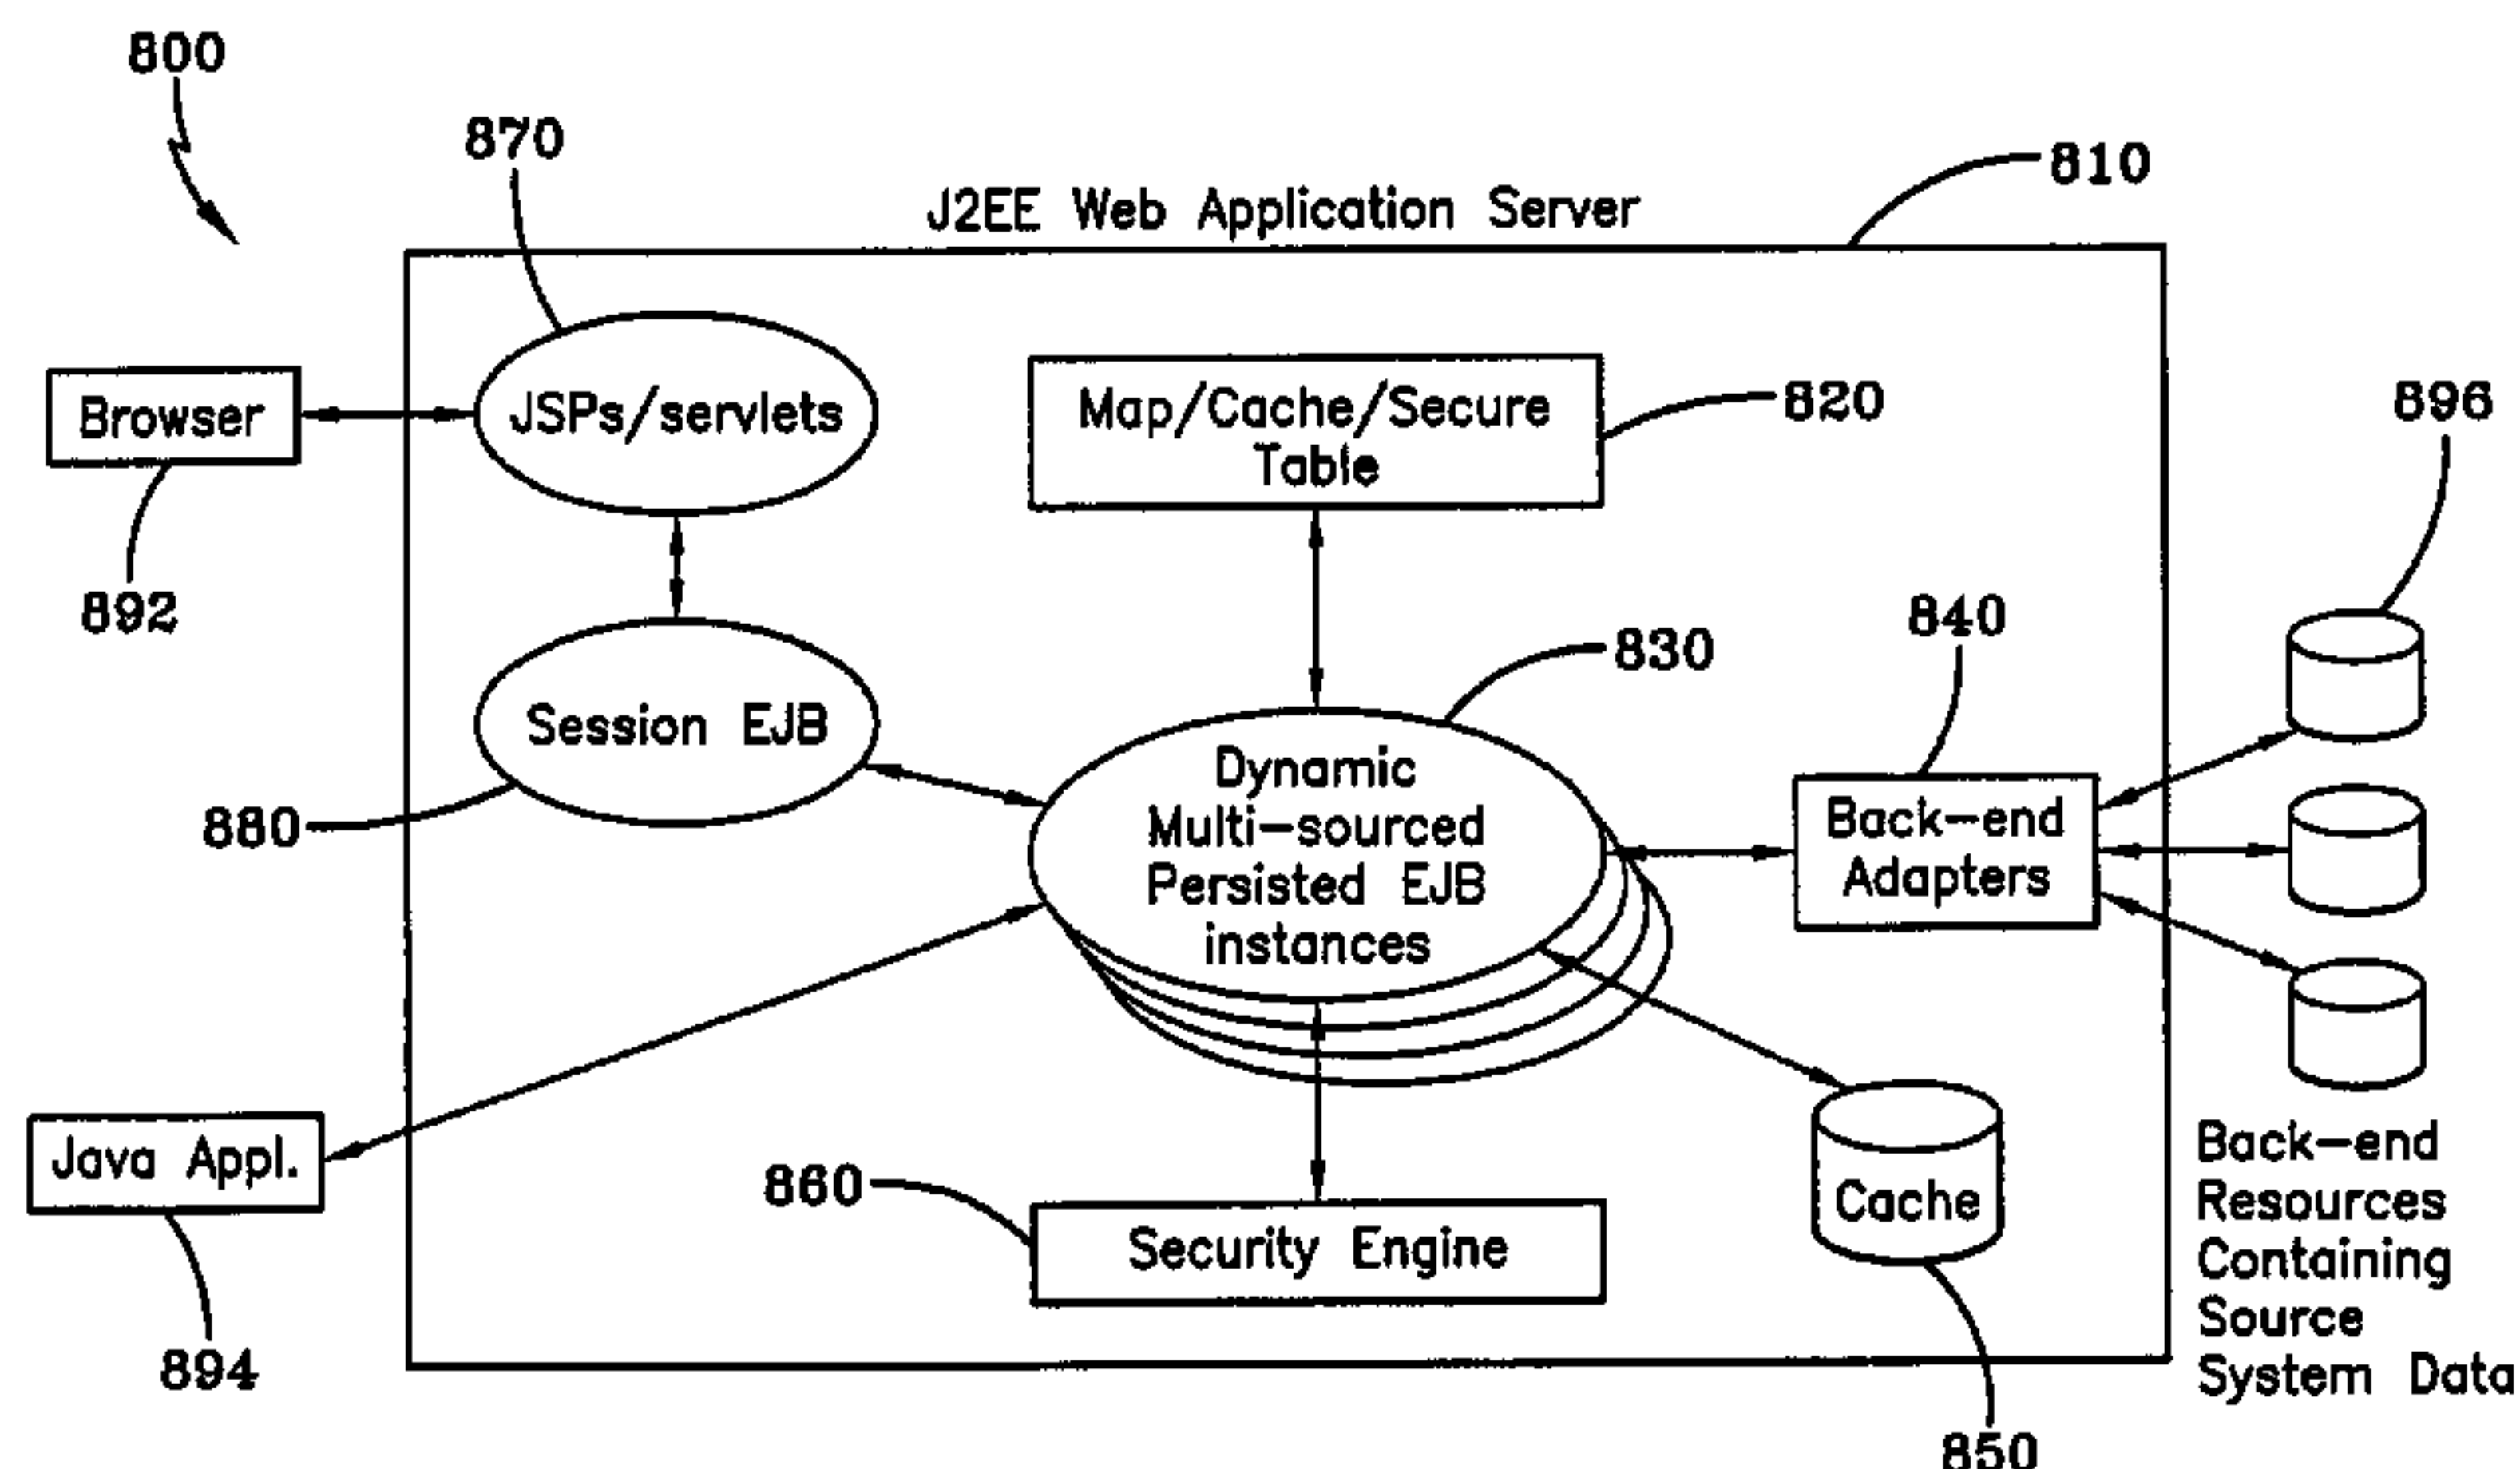 800
870
810
J2EE Web Application Server
Browser
JSPs/servlets
Map/Cache/Secure
Table
820
896
892
840
830
Session EJB
880
Dynamic
Multi-sourced
Persisted EJB
instances
Back-end
Adapters
Java Appl.
860
Security Engine
Cache
Back-end
Resources
Containing
Source
System Data
894
850